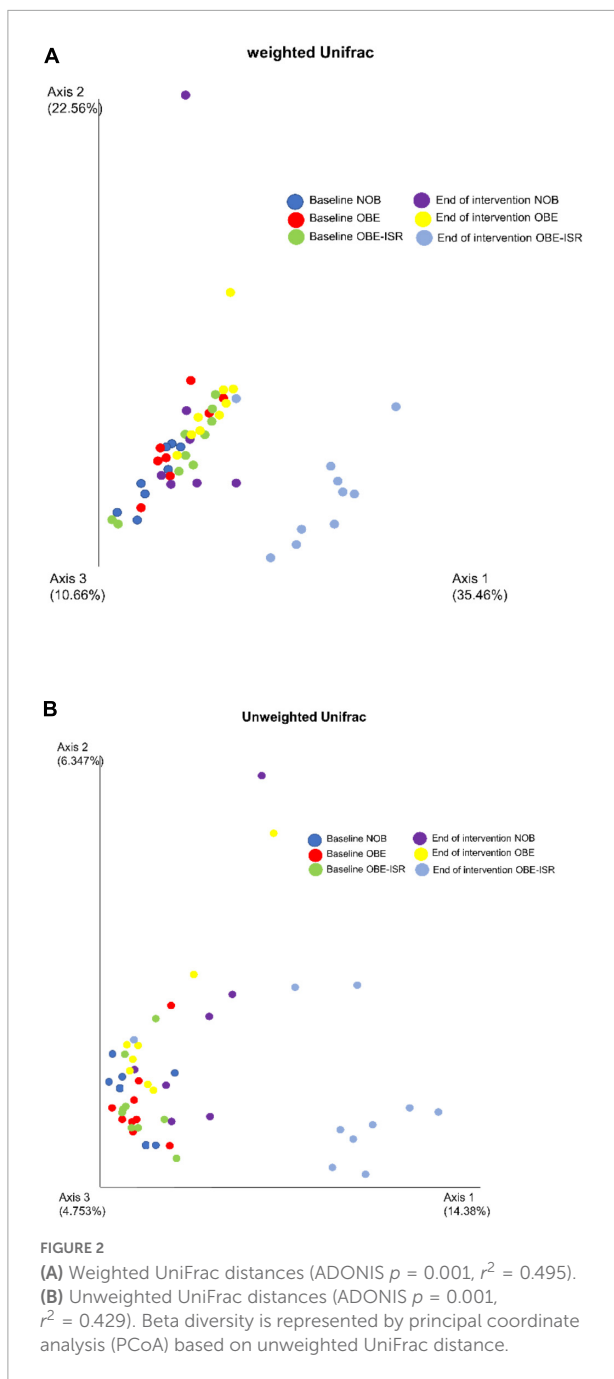 A
weighted Unifrac
Axis 2
(22.56%)
Baseline NOB
End of intervention NOB
Baseline OBE
End of intervention OBE
Baseline OBE-ISR
End of intervention OBE-ISR
Axis 3
(10.66%)
Axis 1
(35.46%)
B
Unweighted Unifrac
Axis 2
(6.347%)
Baseline NOB
End of intervention NOB
Baseline OBE
End of intervention OBE
Baseline OBE-ISR
End of intervention OBE-ISR
Axis 3
(4.753%)
Axis 1
(14.38%)
FIGURE 2
(A) Weighted UniFrac distances (ADONIS p = 0.001, r² = 0.495).
(B) Unweighted UniFrac distances (ADONIS p = 0.001,
r² = 0.429). Beta diversity is represented by principal coordinate
analysis (PCoA) based on unweighted UniFrac distance.